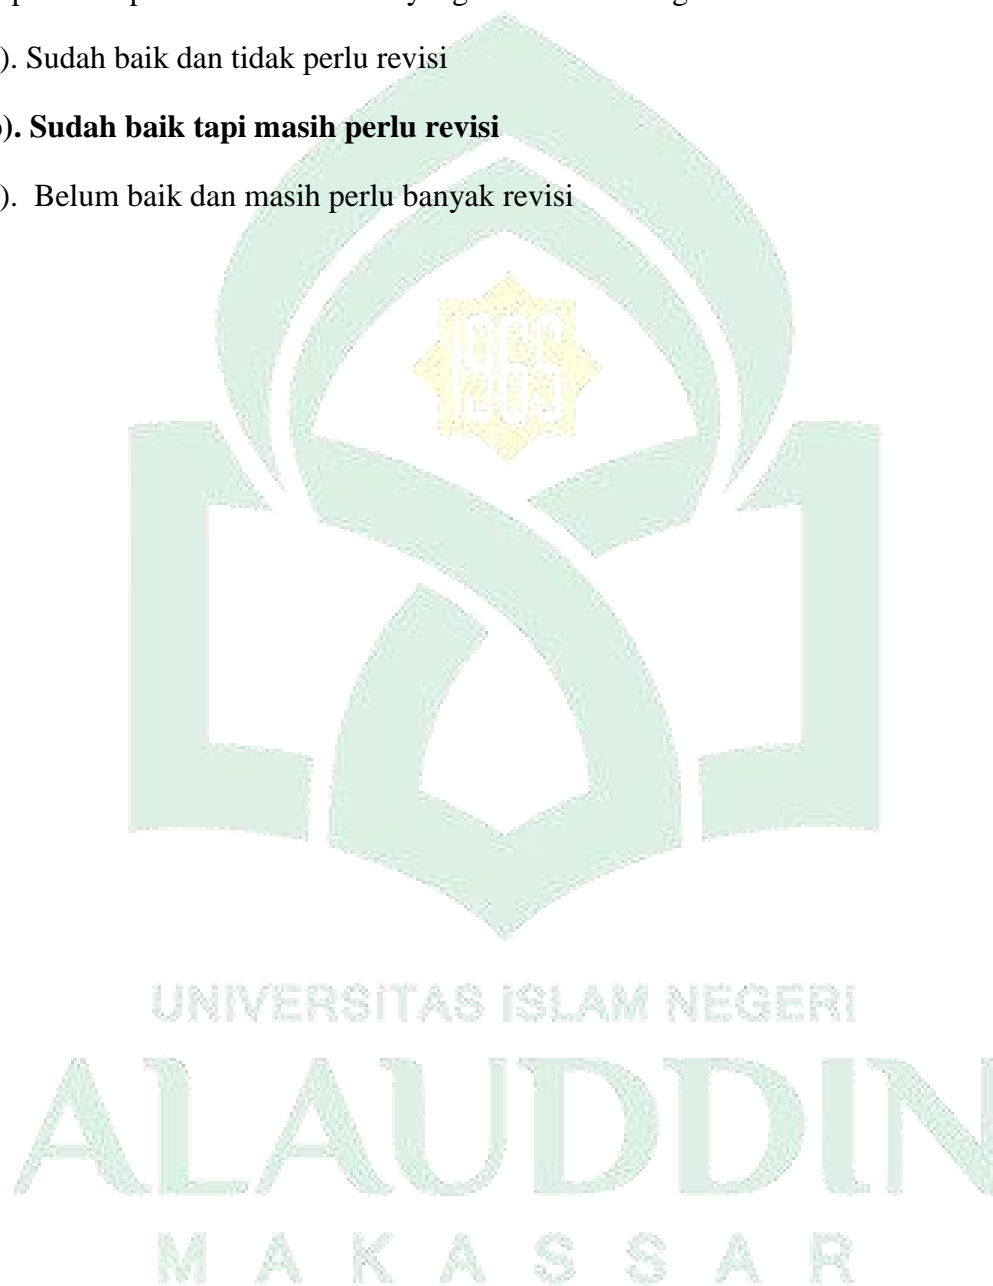 ). Sudah baik dan tidak perlu revisi
). Sudah baik tapi masih perlu revisi
). Belum baik dan masih perlu banyak revisi
1965
UNIVERSITAS ISLAM NEGERI
ALAUDDIN
MAKASSAR